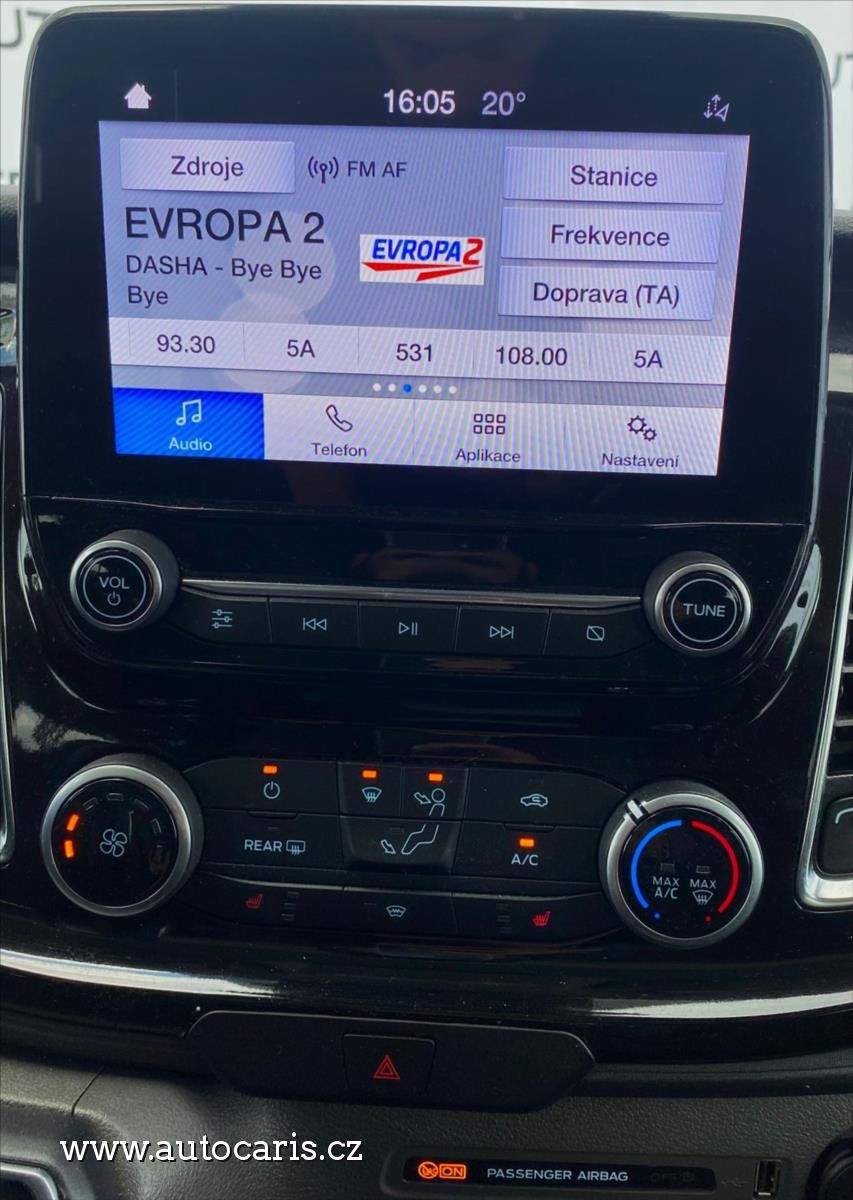 16:05 20°
Zdroje
FM AF
Stanice
EVROPA 2
EVROPA2
Frekvence
DASHA - Bye Bye
Bye
Doprava (TA)
93.30 5A 531 108.00 5A
Audio
Telefon
Aplikace
Nastavení
VOL
TUNE
REAR
A/C
MAX
A/C
MAX
www.autocaris.cz
ON PASSENGER AIRBAG OFF